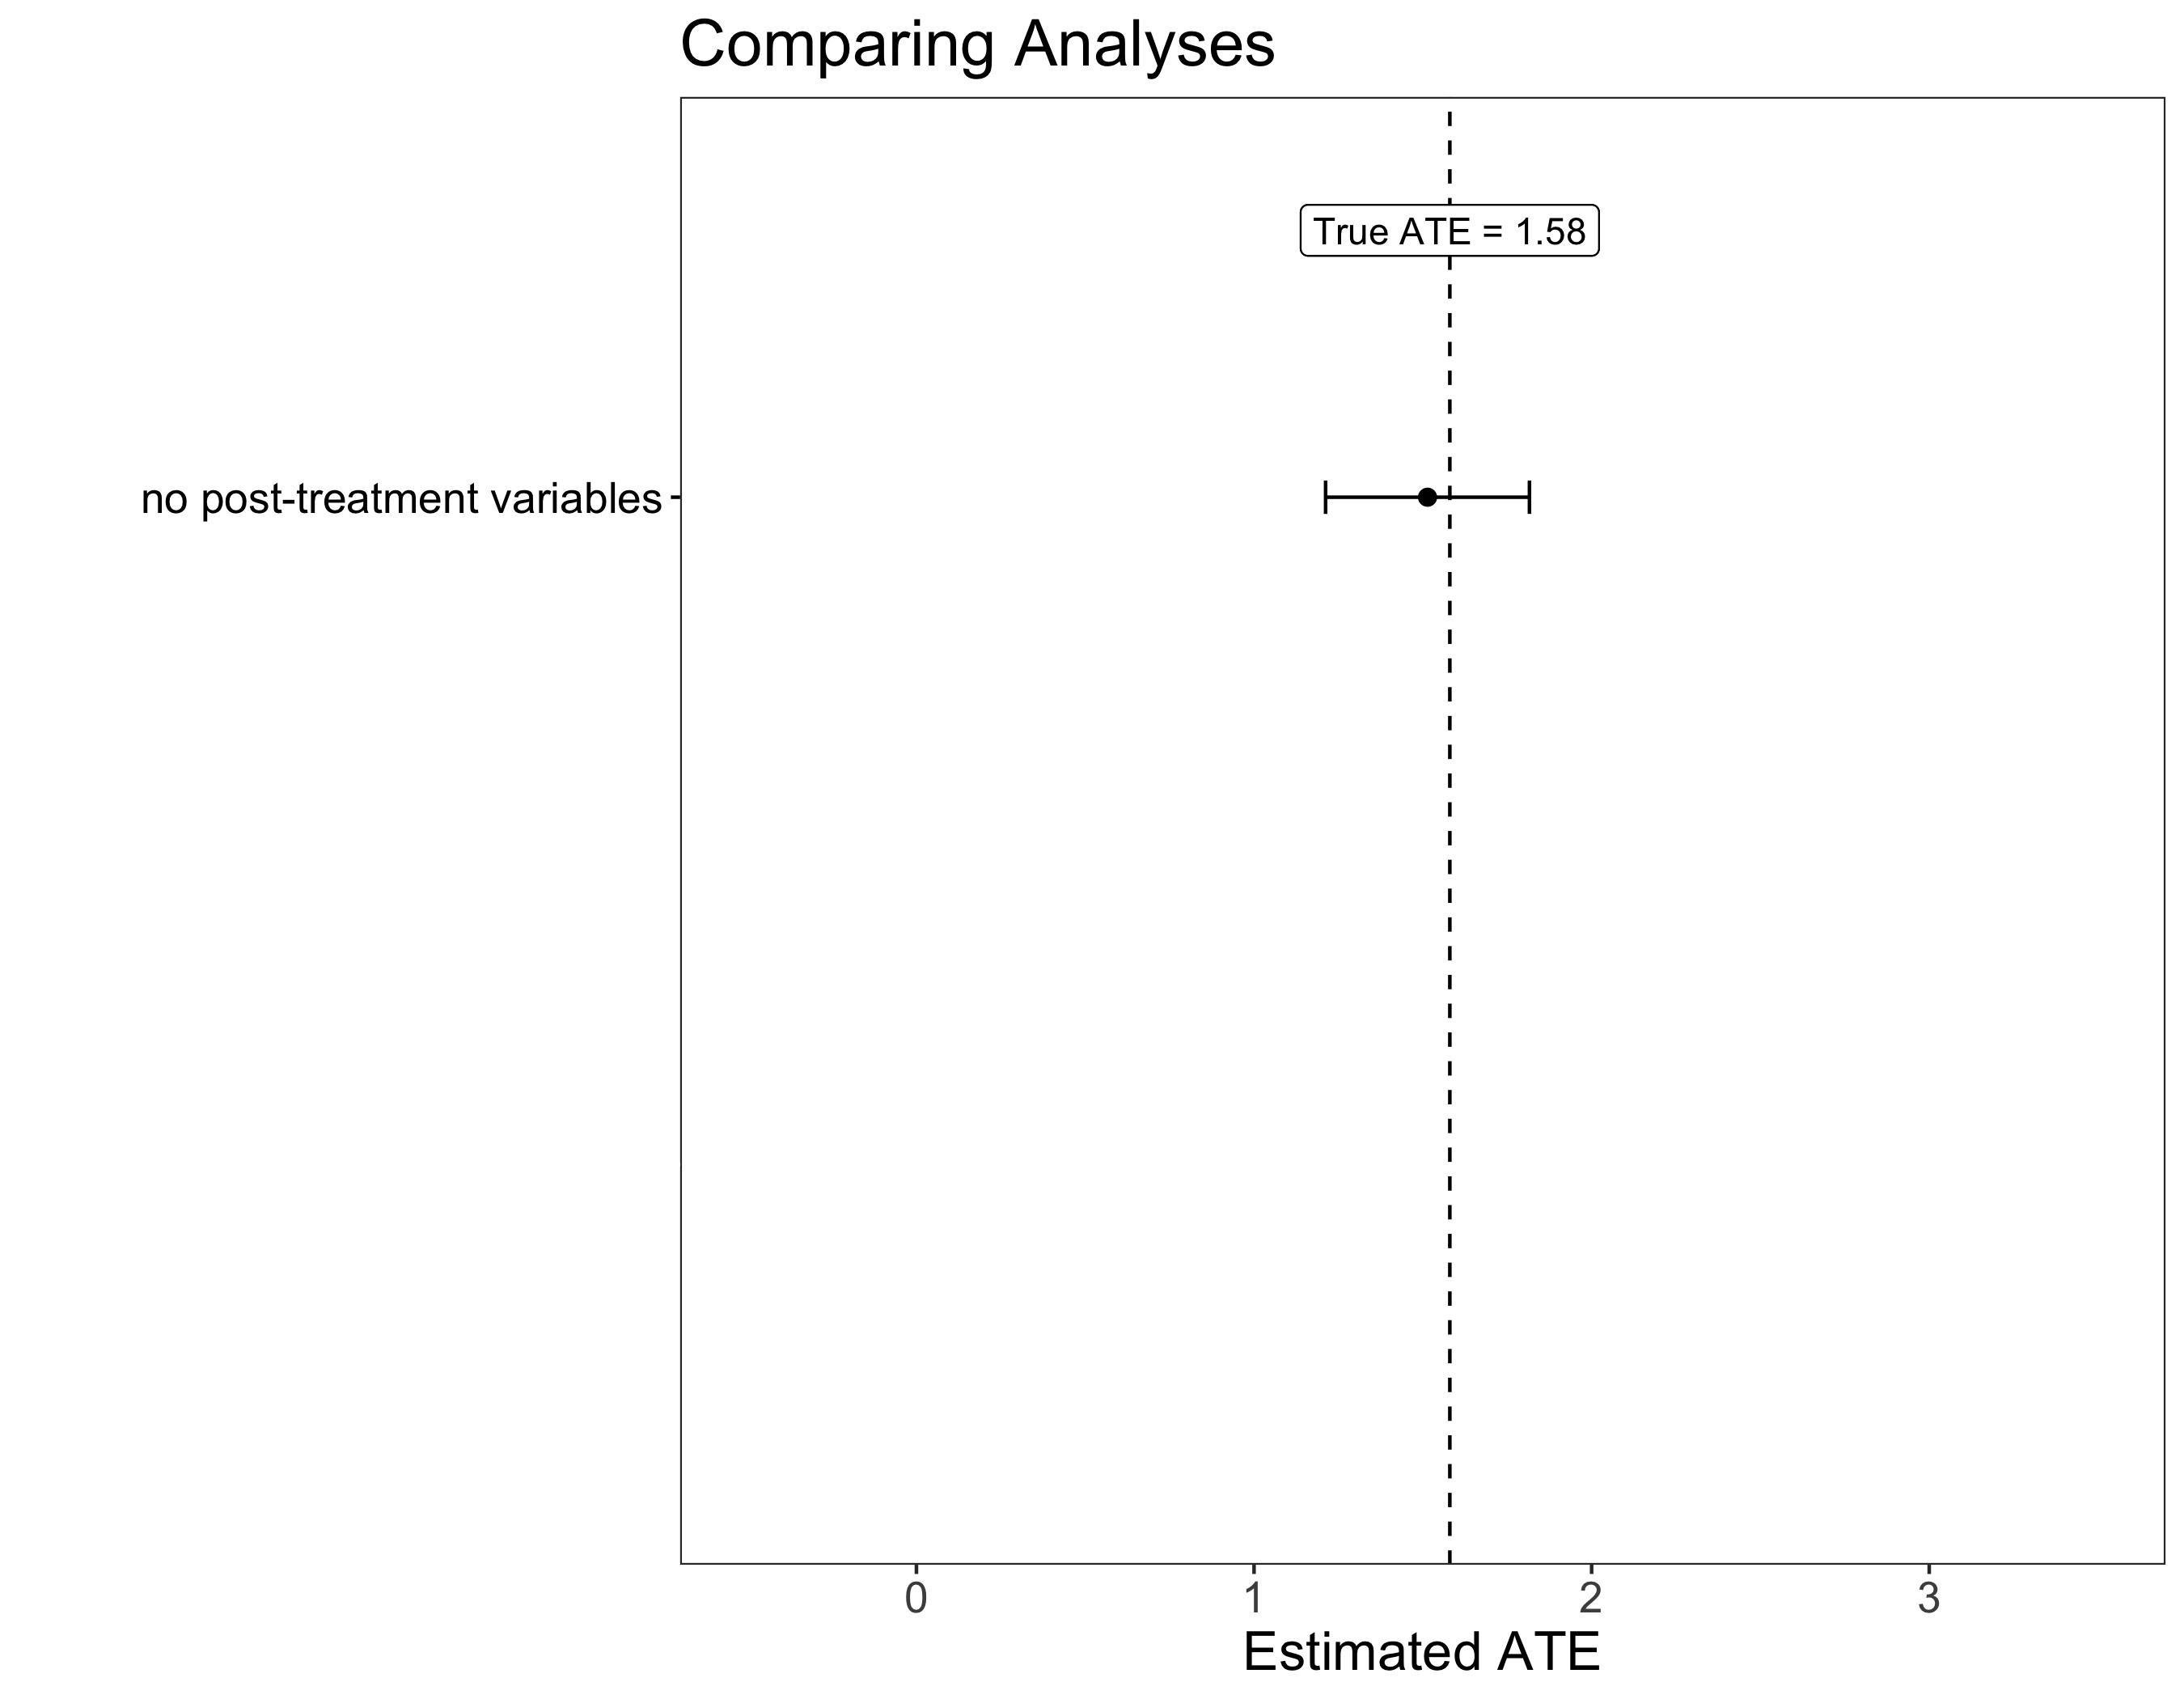 Comparing Analyses
True ATE = 1.58
no post-treatment variables
0 1 2 3
Estimated ATE